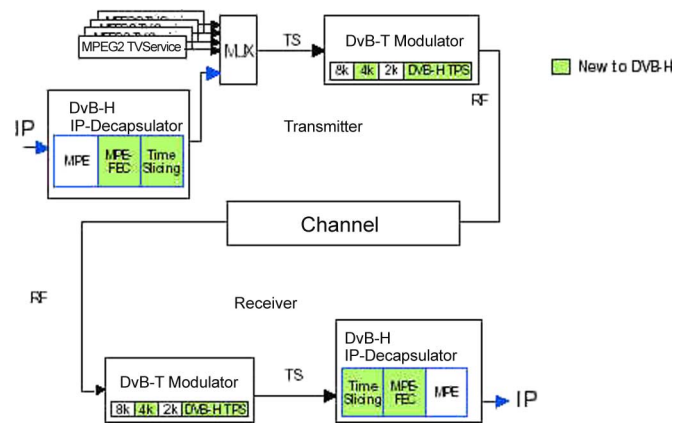 MPEG2 TVService
MUX
TS
DvB-T Modulator
8k 4k 2k DVB-H TPS
New to DVB-H
RF
DvB-H
IP-Decapsulator
IP
MPE
MPE-
FEC
Time
Slicing
Transmitter
Channel
RF
Receiver
DvB-H
IP-Decapsulator
Time
Slicing
MPE-
FEC
MPE
IP
TS
DvB-T Modulator
8k 4k 2k DVB-H TPS